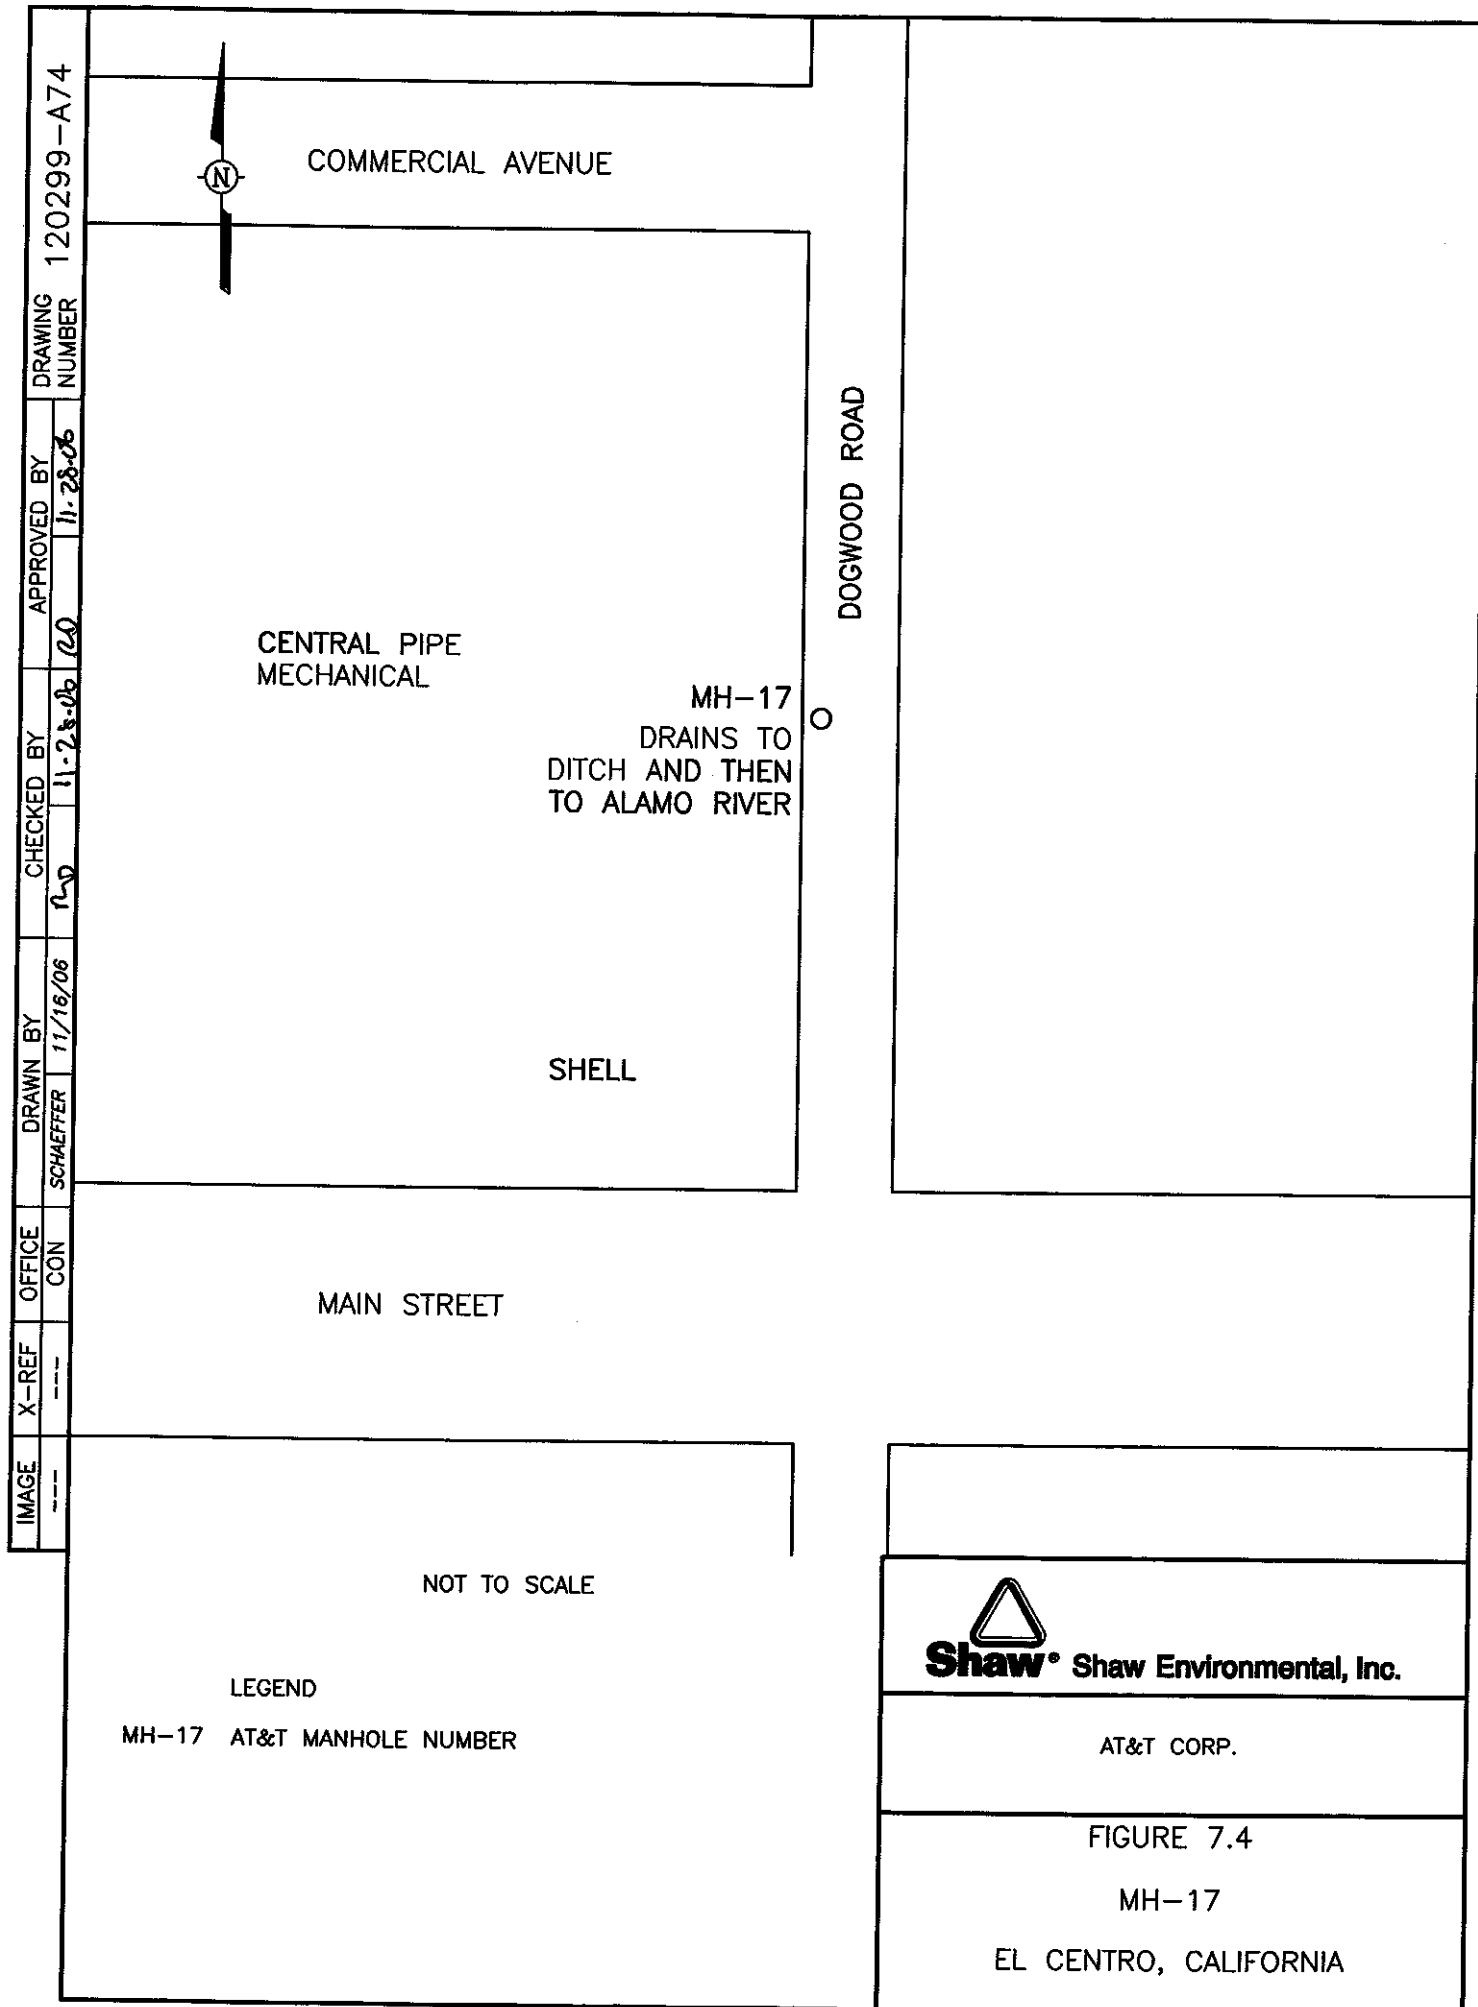 COMMERCIAL AVENUE
N
DOGWOOD ROAD
CENTRAL PIPE
MECHANICAL
MH-17
DRAINS TO
DITCH AND THEN
TO ALAMO RIVER
SHELL
MAIN STREET
NOT TO SCALE
LEGEND
MH-17 AT&T MANHOLE NUMBER
Shaw® Shaw Environmental, Inc.
AT&T CORP.
FIGURE 7.4
MH-17
EL CENTRO, CALIFORNIA
IMAGE
---
X-REF
---
OFFICE
CON
DRAWN BY
SCHAEFFER 11/16/06
CHECKED BY
11-28-06
APPROVED BY
11-28-06
DRAWING
NUMBER
120299-A74